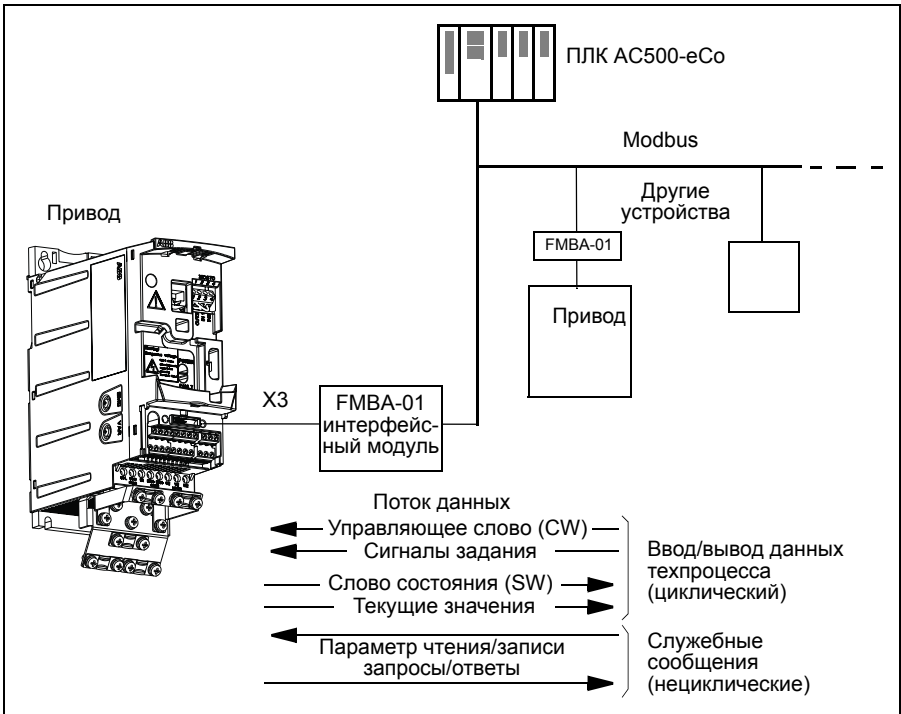 ПЛК AC500-eCo
Modbus
Другие
устройства
Привод
FMBA-01
Привод
X3
FMBA-01
интерфейс-
ный модуль
Поток данных
Управляющее слово (CW)
Сигналы задания
Слово состояния (SW)
Текущие значения
Ввод/вывод данных
техпроцесса
(циклический)
Параметр чтения/записи
запросы/ответы
Служебные
сообщения
(нециклические)